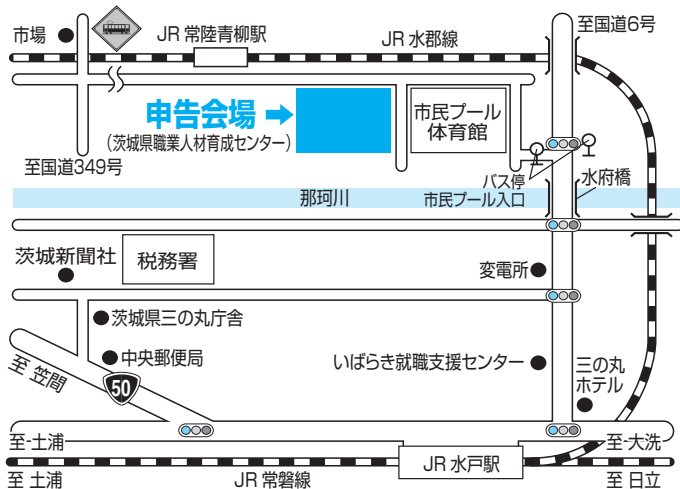 市場
JR 常陸青柳駅
JR 水郡線
至国道6号
申告会場
(茨城県職業人材育成センター)
市民プール
体育館
至国道349号
バス停
市民プール入口
水府橋
那珂川
茨城新聞社
税務署
変電所
茨城県三の丸庁舎
中央郵便局
いばらき就職支援センター
三の丸
ホテル
至 笠間
50
至-土浦
至-大洗
至 土浦
JR 常磐線
JR 水戸駅
至 日立